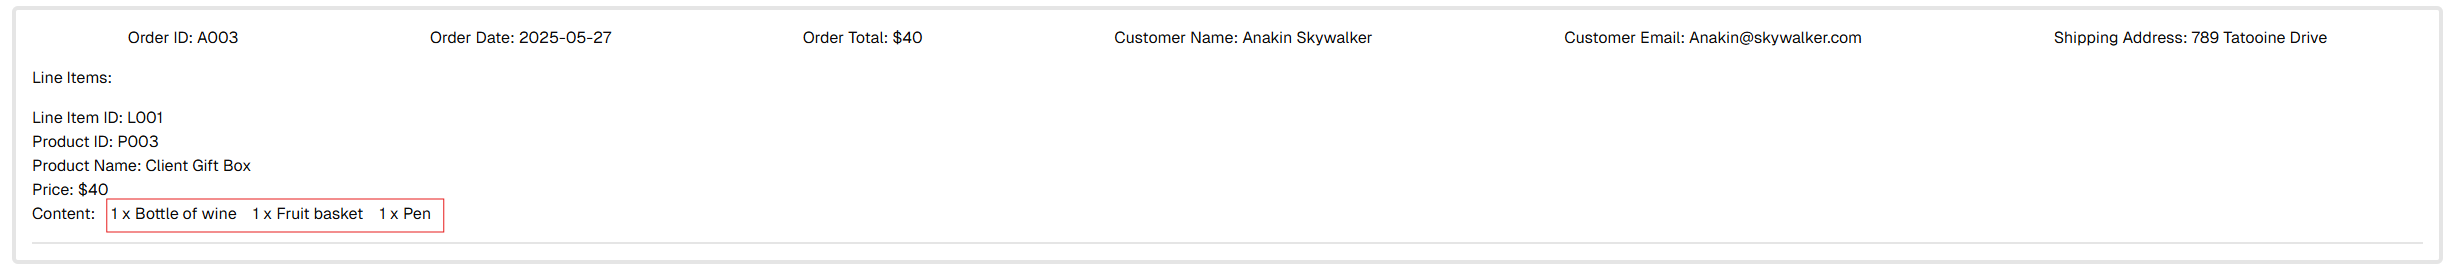 Order ID: A003 Order Date: 2025-05-27 Order Total: $40 Customer Name: Anakin Skywalker Customer Email: Anakin@skywalker.com Shipping Address: 789 Tatooine Drive
Line Items:
Line Item ID: L001
Product ID: P003
Product Name: Client Gift Box
Price: $40
Content: 1 x Bottle of wine 1 x Fruit basket 1 x Pen